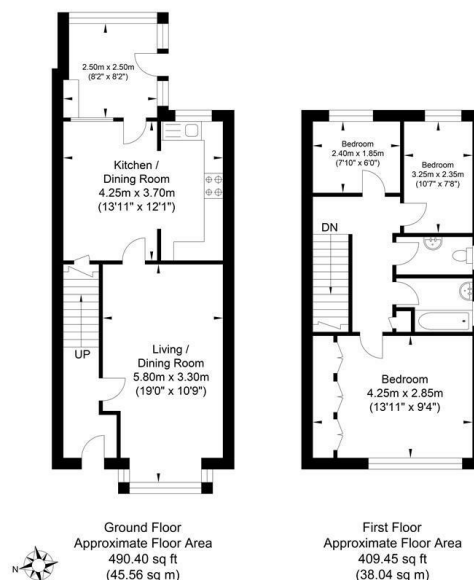 2.50m x 2.50m
(8'2" x 8'2")
Kitchen /
Dining Room
4.25m x 3.70m
(13'11" x 12'1")
UP
Living /
Dining Room
5.80m x 3.30m
(19'0" x 10'9")
Ground Floor
Approximate Floor Area
490.40 sq ft
(45.56 sq m)
N
Bedroom
2.40m x 1.85m
(7'10" x 6'0")
Bedroom
3.25m x 2.35m
(10'7" x 7'8")
DN
Bedroom
4.25m x 2.85m
(13'11" x 9'4")
First Floor
Approximate Floor Area
409.45 sq ft
(38.04 sq m)